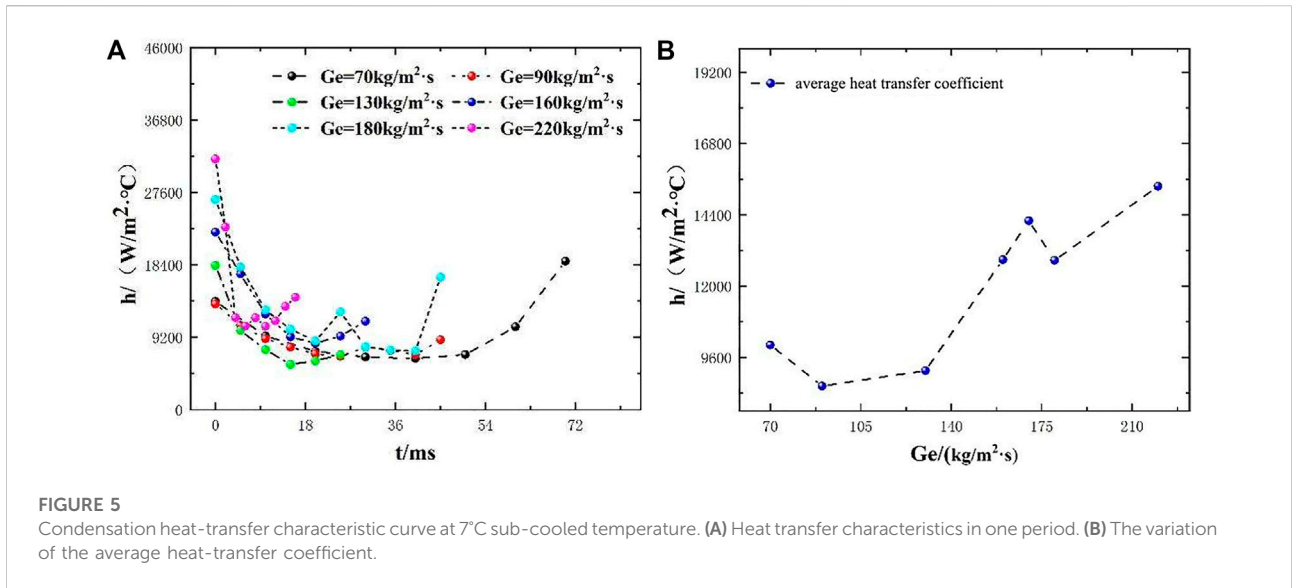 A
46000
36800
27600
18400
9200
0
0
18
36
54
72
h/（W/m²·°C）
t/ms
Ge=70kg/m²·s
Ge=90kg/m²·s
Ge=130kg/m²·s
Ge=160kg/m²·s
Ge=180kg/m²·s
Ge=220kg/m²·s
B
19200
16800
14400
12000
9600
70
105
140
175
210
h/（W/m²·°C）
Ge/(kg/m²·s)
average heat transfer coefficient
FIGURE 5
Condensation heat-transfer characteristic curve at 7°C sub-cooled temperature. (A) Heat transfer characteristics in one period. (B) The variation
of the average heat-transfer coefficient.